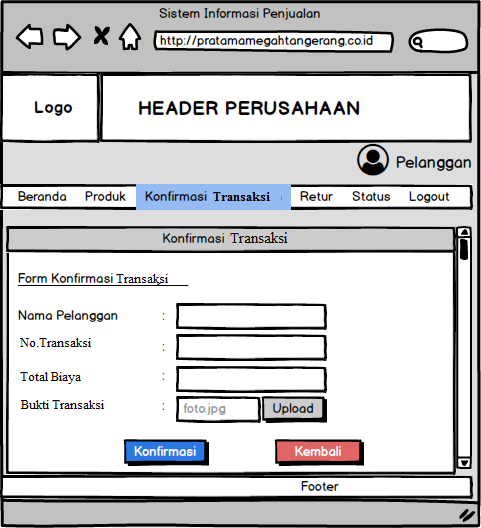 Sistem Informasi Penjualan
http://pratamamegahtangerang.co.id
Logo
HEADER PERUSAHAAN
Pelanggan
Beranda Produk Konfirmasi Transaksi Retur Status Logout
Konfirmasi Transaksi
Form Konfirmasi Transaksi
Nama Pelanggan :
No.Transaksi :
Total Biaya :
Bukti Transaksi : foto.jpg Upload
Konfirmasi Kembali
Footer